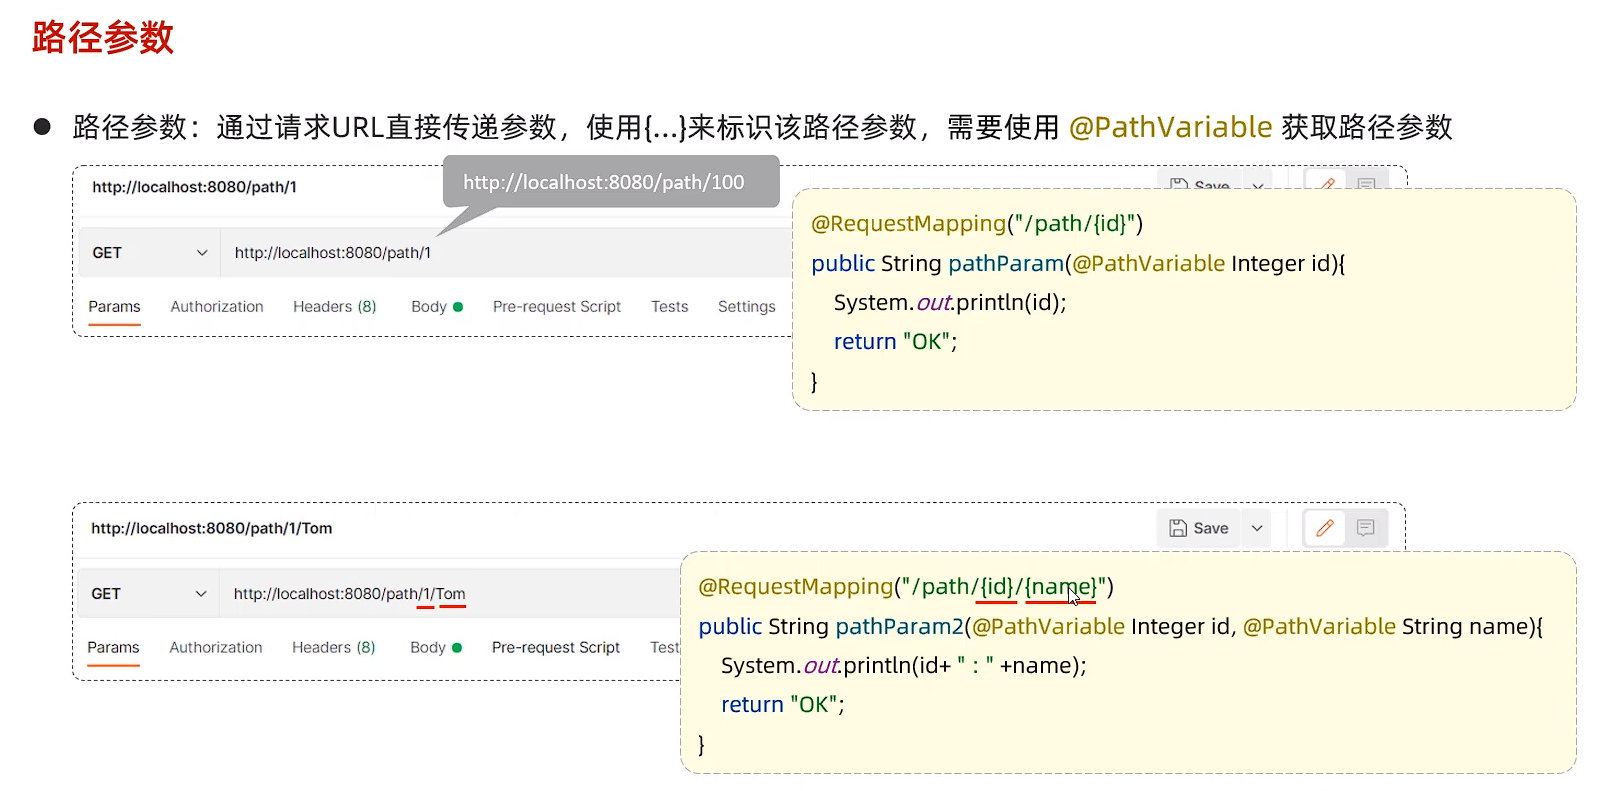 路径参数
● 路径参数：通过请求URL直接传递参数，使用{…}来标识该路径参数，需要使用 @PathVariable 获取路径参数
http://localhost:8080/path/1
http://localhost:8080/path/100
Save
GET
http://localhost:8080/path/1
Params Authorization Headers (8) Body Pre-request Script Tests Settings
@RequestMapping("/path/{id}")
public String pathParam(@PathVariable Integer id){
System.out.println(id);
return "OK";
}
http://localhost:8080/path/1/Tom
Save
GET
http://localhost:8080/path/1/Tom
Params Authorization Headers (8) Body Pre-request Script Test
@RequestMapping("/path/{id}/{name}")
public String pathParam2(@PathVariable Integer id, @PathVariable String name){
System.out.println(id+ " : " +name);
return "OK";
}